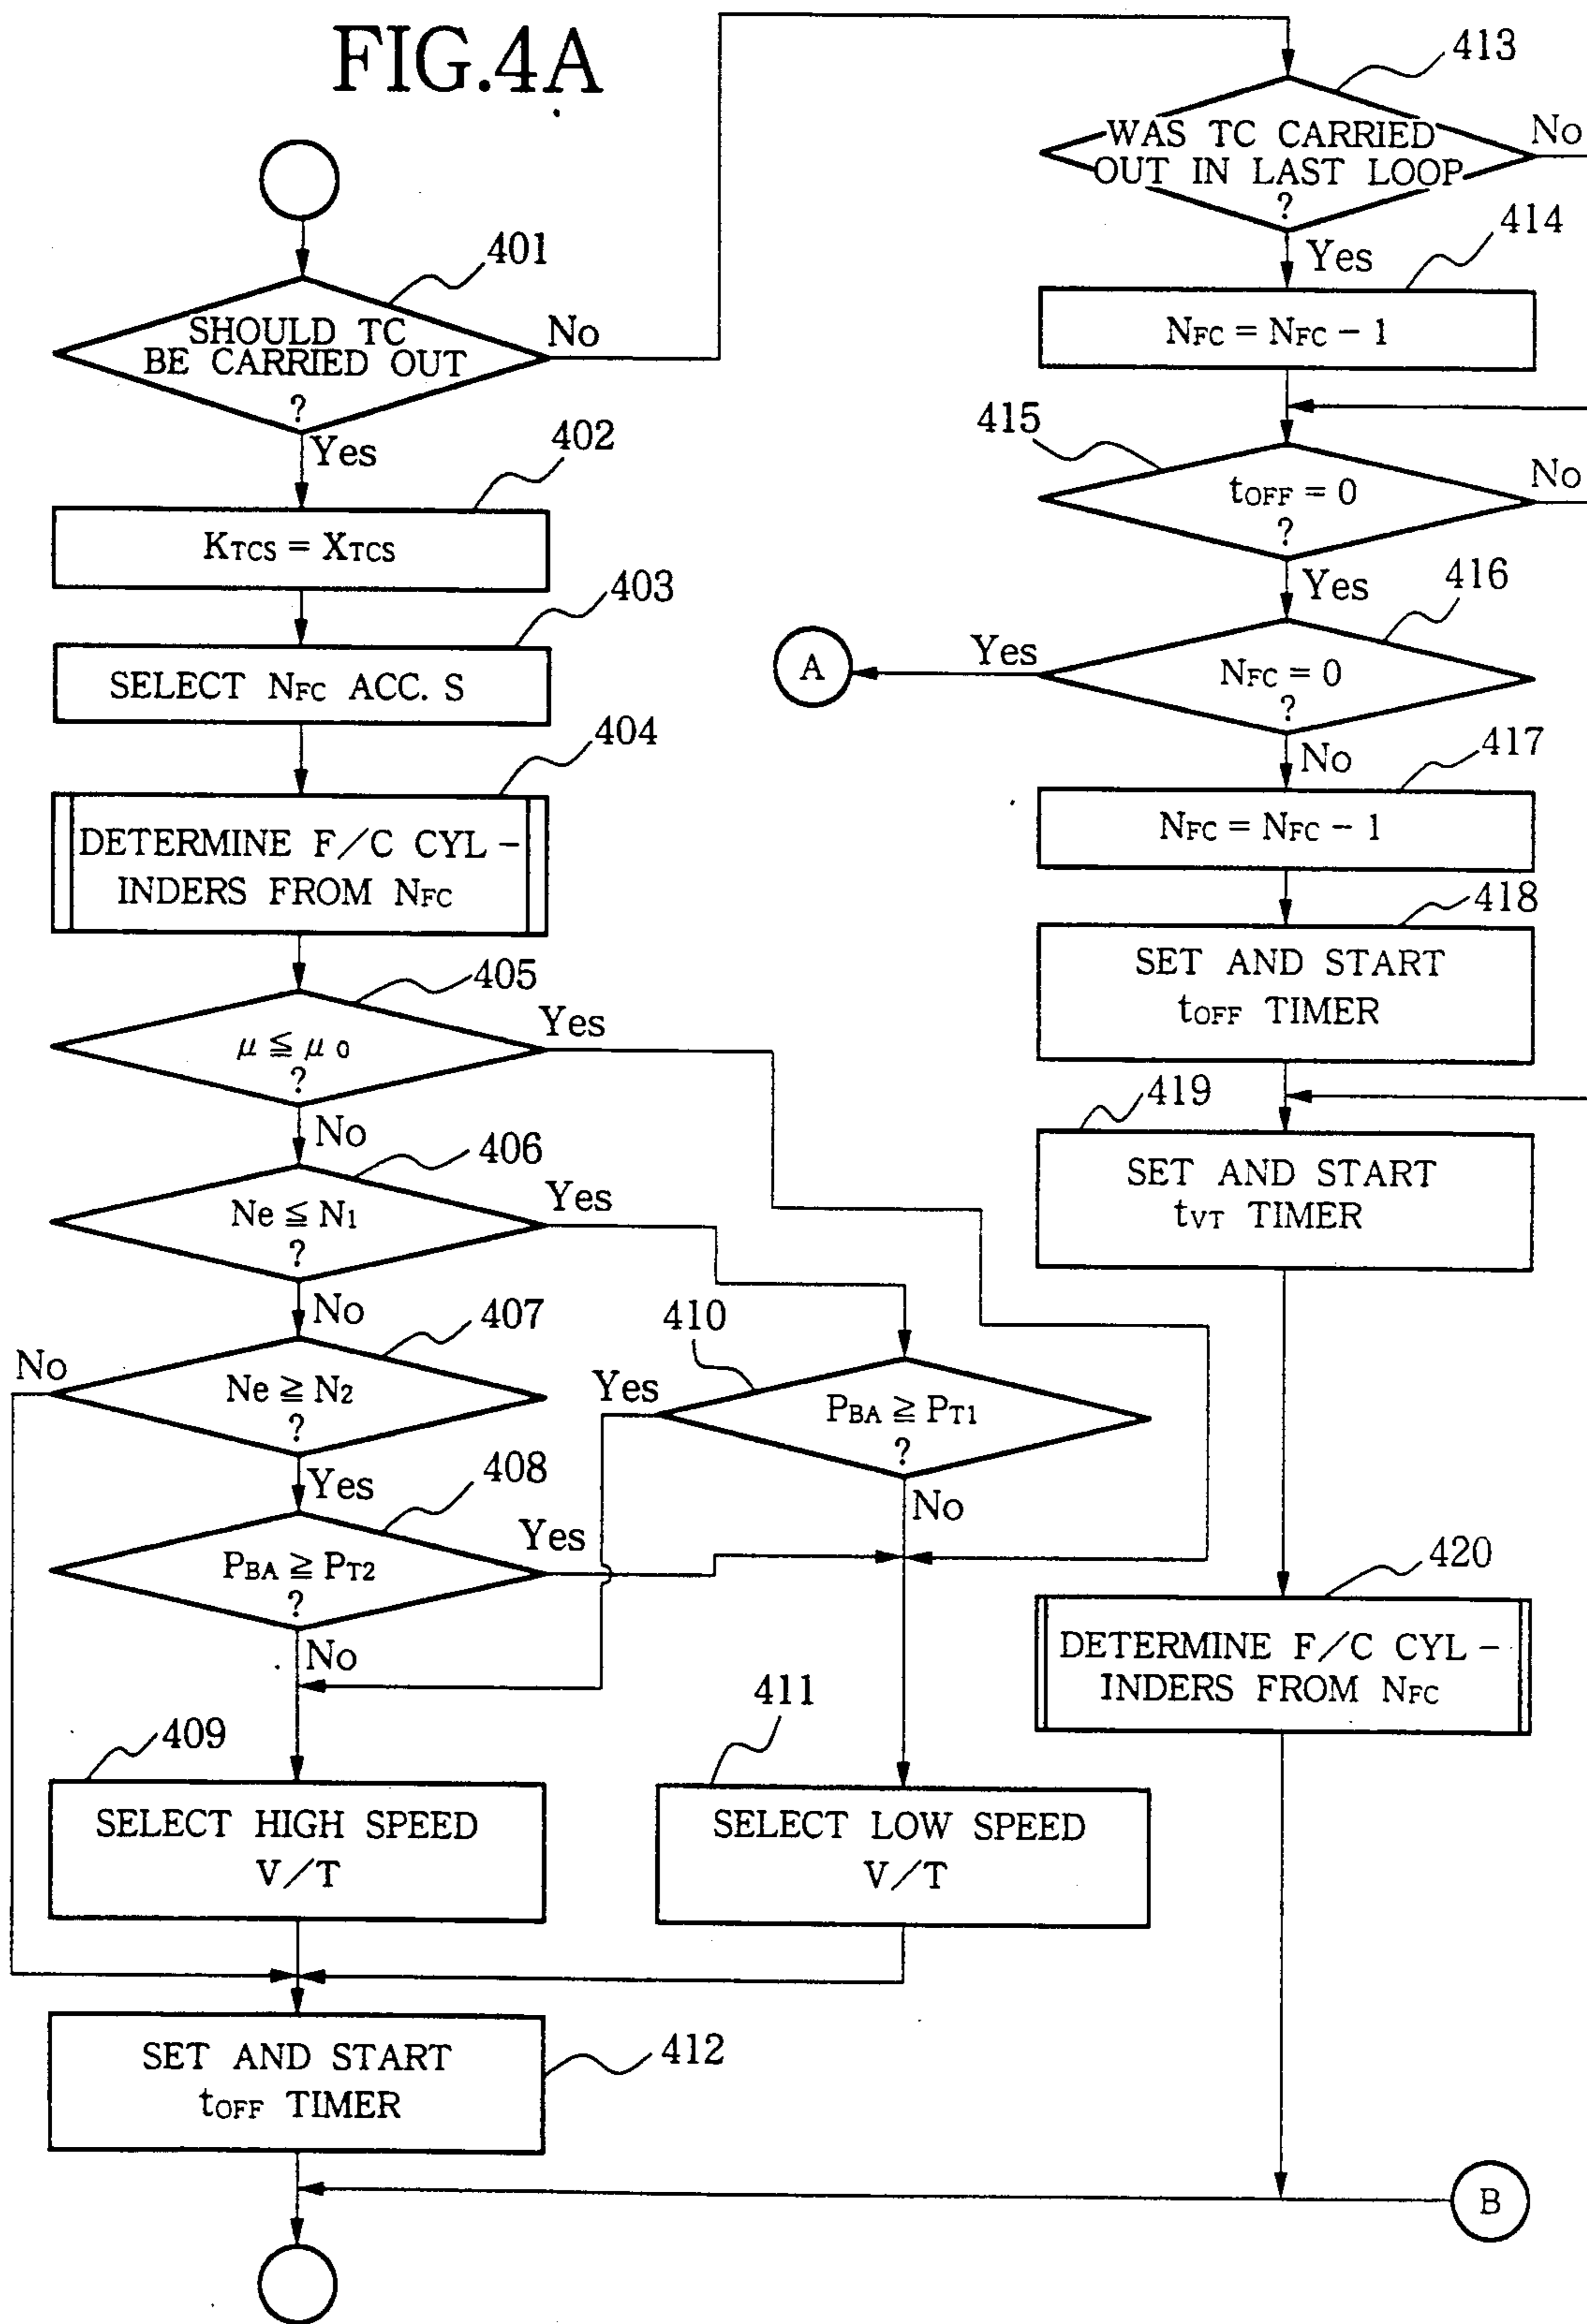 FIG.4A
401
SHOULD TC
BE CARRIED OUT
?
No
Yes
402
KTCS = XTCS
403
SELECT NFC ACC. S
404
DETERMINE F/C CYL-
INDERS FROM NFC
405
μ ≦ μ0
?
Yes
No
406
Ne ≦ N1
?
Yes
No
407
No
Ne ≧ N2
?
Yes
408
PBA ≧ PT2
?
Yes
No
409
SELECT HIGH SPEED
V/T
410
Yes
PBA ≧ PT1
?
No
411
SELECT LOW SPEED
V/T
412
SET AND START
tOFF TIMER
413
WAS TC CARRIED
OUT IN LAST LOOP
?
No
Yes
414
NFC = NFC - 1
415
tOFF = 0
?
No
Yes
416
NFC = 0
?
Yes
A
No
417
NFC = NFC - 1
418
SET AND START
tOFF TIMER
419
SET AND START
tVT TIMER
420
DETERMINE F/C CYL-
INDERS FROM NFC
B